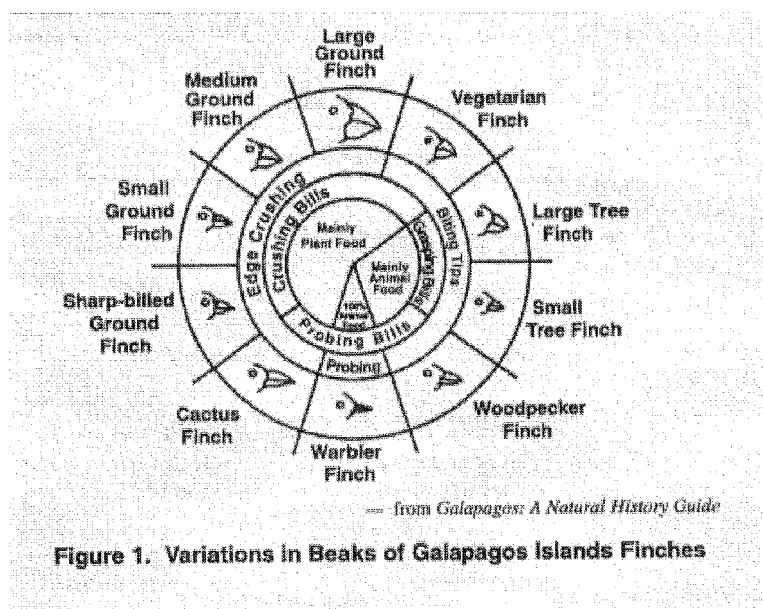 Large
Ground
Finch
Medium
Ground
Finch
Vegetarian
Finch
Small
Ground
Finch
Large Tree
Finch
Sharp-billed
Ground
Finch
Small
Tree Finch
Cactus
Finch
Woodpecker
Finch
Warbler
Finch
Edge Crushing
Crushing Bills
Biting Tips
Grasping Bills
Mainly
Plant Food
Mainly
Animal
Food
100%
Animal
Food
Probing Bills
Probing
— from Galapagos: A Natural History Guide
Figure 1. Variations in Beaks of Galapagos Islands Finches